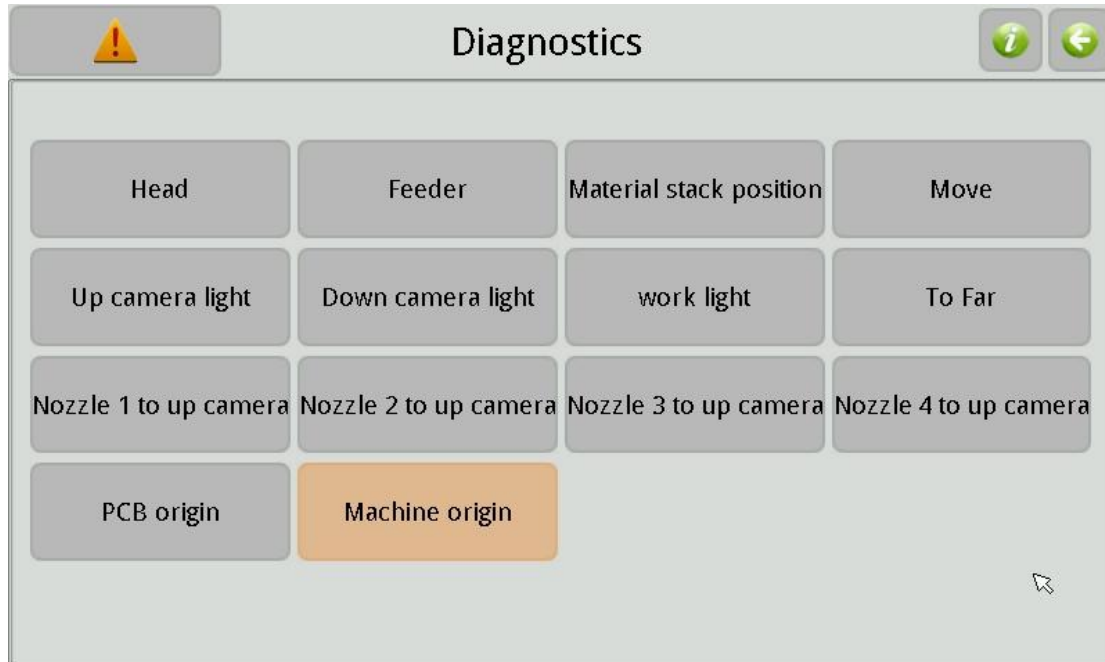 Diagnostics
Head
Feeder
Material stack position
Move
Up camera light
Down camera light
work light
To Far
Nozzle 1 to up camera
Nozzle 2 to up camera
Nozzle 3 to up camera
Nozzle 4 to up camera
PCB origin
Machine origin